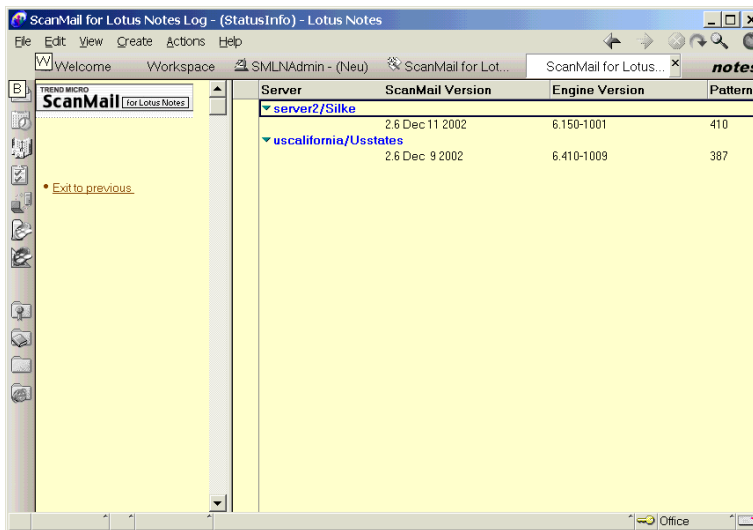 ScanMail for Lotus Notes Log - (StatusInfo) - Lotus Notes
File Edit View Create Actions Help
Welcome Workspace SMLNAdmin - (Neu) ScanMail for Lot... ScanMail for Lotus... notes
TREND MICRO
ScanMail for Lotus Notes
Exit to previous
Server ScanMail Version Engine Version Pattern
server2/Silke
2.6 Dec 11 2002 6.150-1001 410
uscalifornia/Usstates
2.6 Dec 9 2002 6.410-1009 387
Office